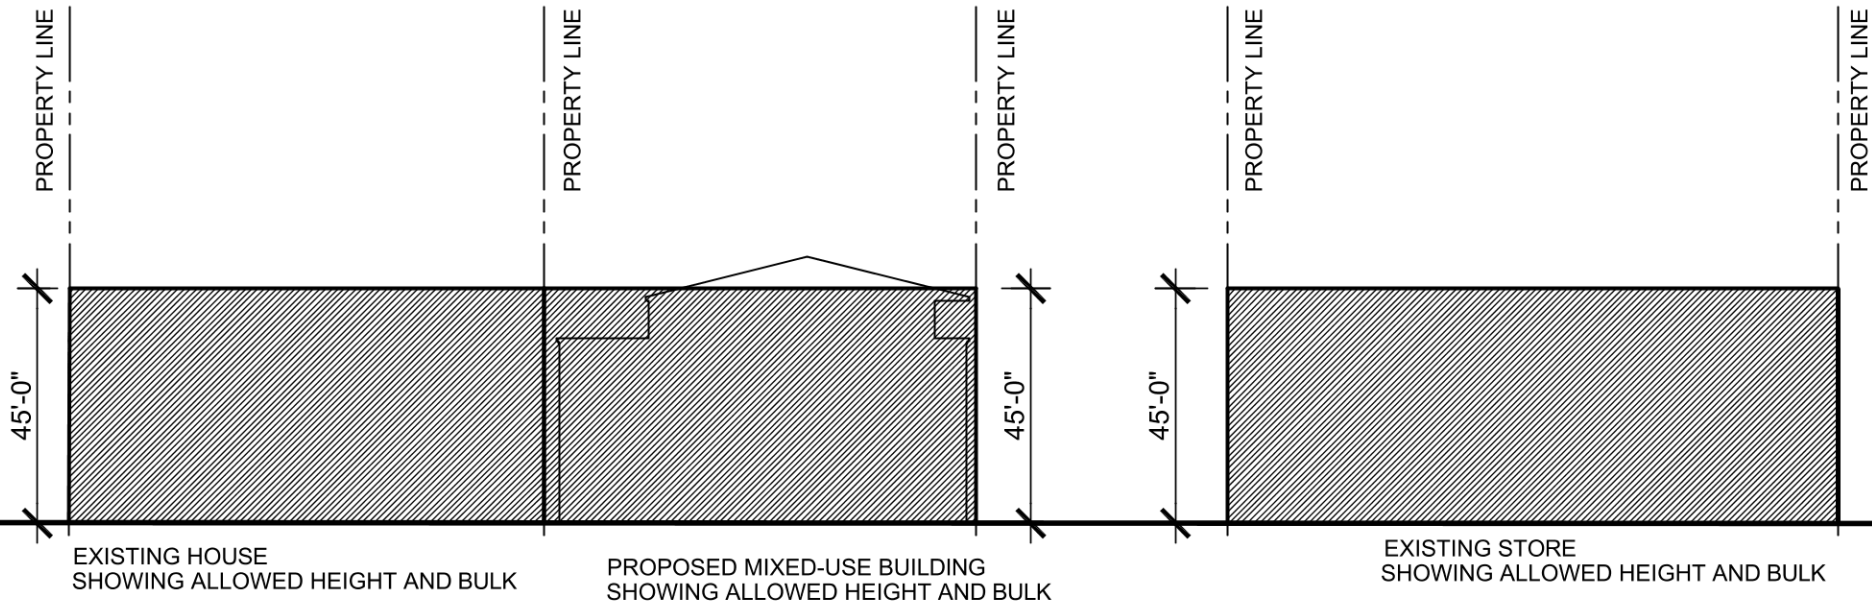 PROPERTY LINE
PROPERTY LINE
PROPERTY LINE
PROPERTY LINE
PROPERTY LINE
45'-0"
45'-0"
45'-0"
EXISTING HOUSE
SHOWING ALLOWED HEIGHT AND BULK
PROPOSED MIXED-USE BUILDING
SHOWING ALLOWED HEIGHT AND BULK
EXISTING STORE
SHOWING ALLOWED HEIGHT AND BULK